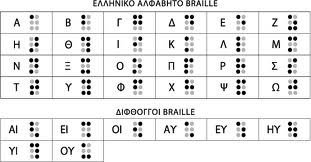 ΕΛΛΗΝΙΚΟ ΑΛΦΑΒΗΤΟ BRAILLE
Α Β Γ Δ Ε Ζ
Η Θ Ι Κ Λ Μ
Ν Ξ Ο Π Ρ Σ
Τ Υ Φ Χ Ψ Ω
ΔΙΦΘΟΓΓΟΙ BRAILLE
ΑΙ ΕΙ ΟΙ ΑΥ ΕΥ ΗΥ
ΥΙ ΟΥ